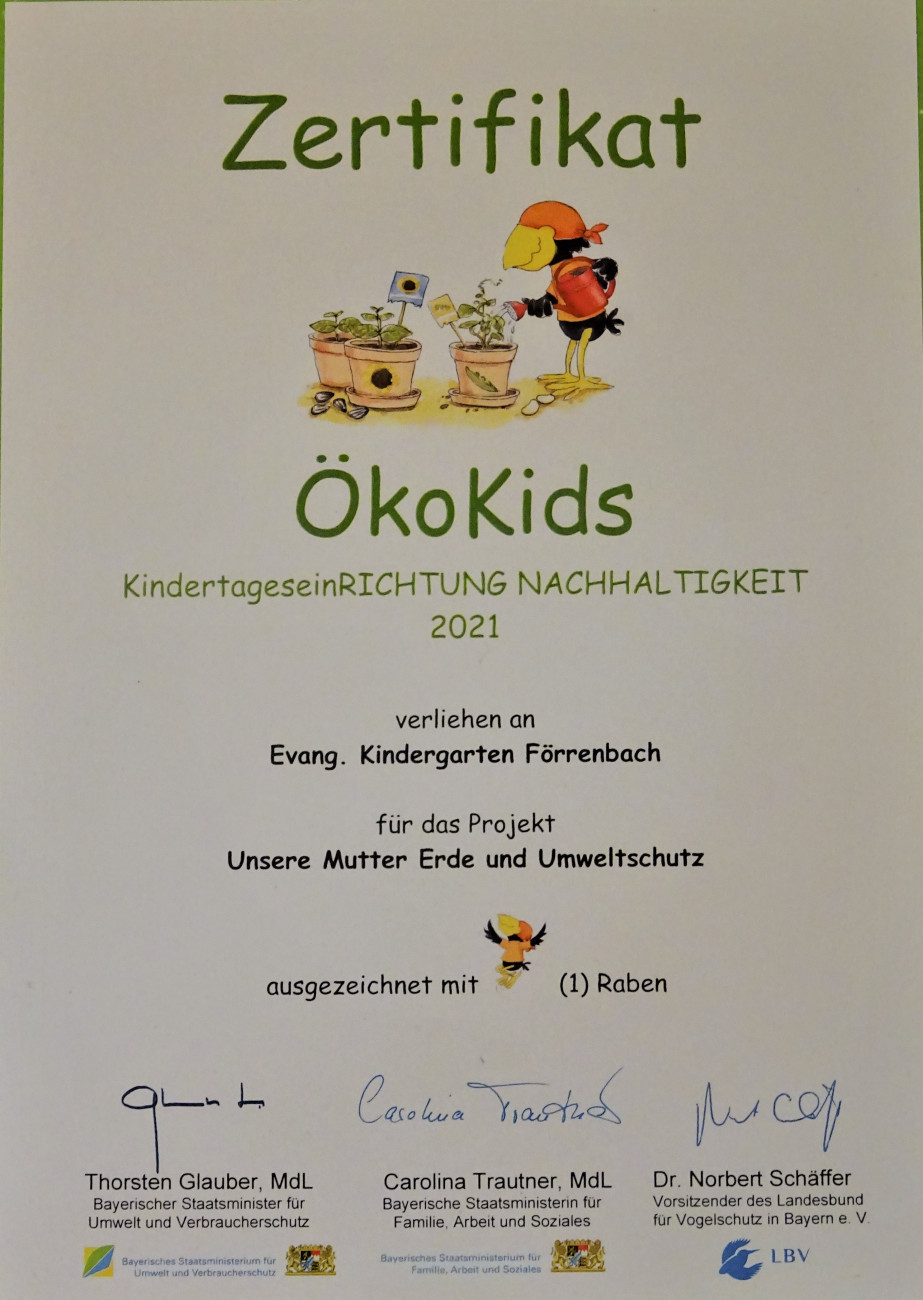 Zertifikat
ÖkoKids
KindertageseinRICHTUNG NACHHALTIGKEIT
2021
verliehen an
Evang. Kindergarten Förrenbach
für das Projekt
Unsere Mutter Erde und Umweltschutz
ausgezeichnet mit (1) Raben
Carolina Trautner
Thorsten Glauber, MdL
Bayerischer Staatsminister für
Umwelt und Verbraucherschutz
Bayerisches Staatsministerium für
Umwelt und Verbraucherschutz
Carolina Trautner, MdL
Bayerische Staatsministerin für
Familie, Arbeit und Soziales
Bayerisches Staatsministerium für
Familie, Arbeit und Soziales
Dr. Norbert Schäffer
Vorsitzender des Landesbund
für Vogelschutz in Bayern e. V.
LBV